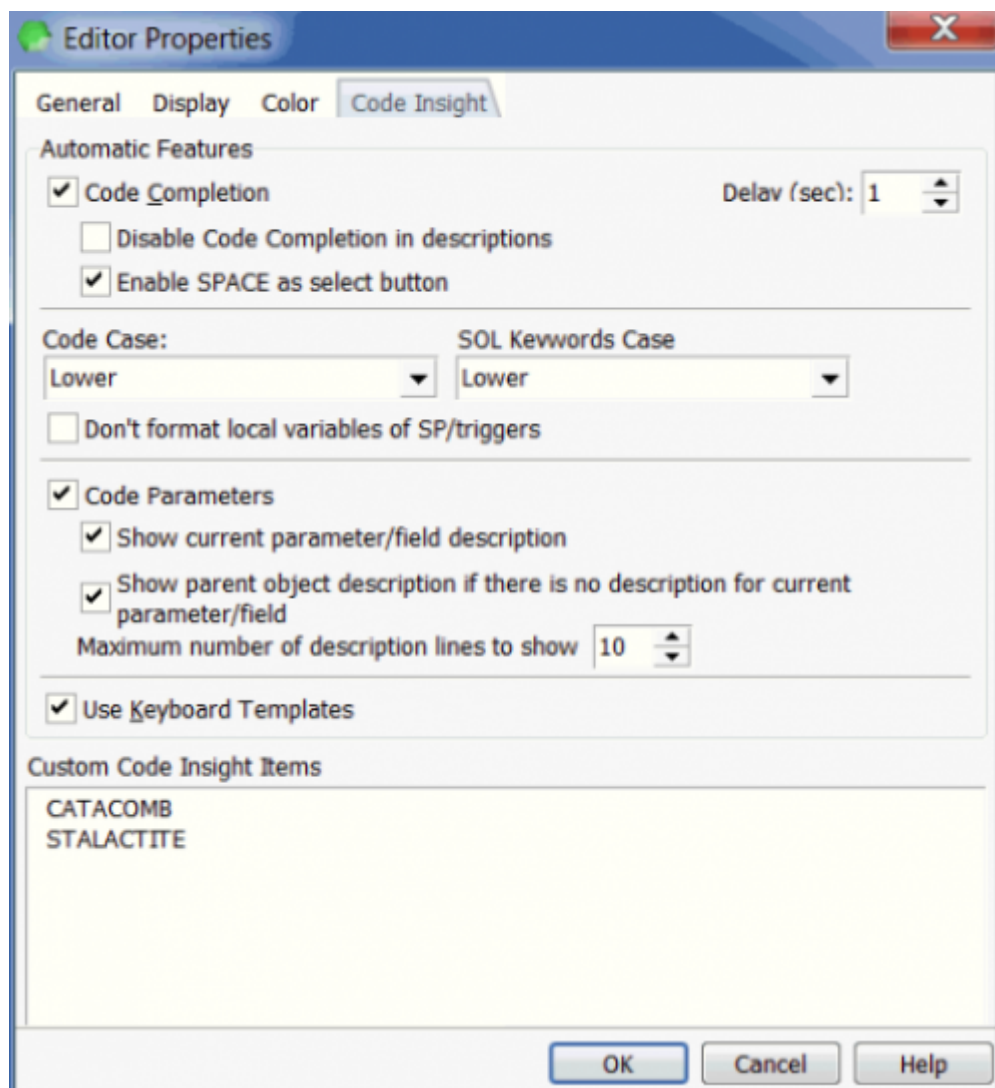 Editor Properties
General Display Color Code Insight
Automatic Features
Code Completion Delay (sec): 1
Disable Code Completion in descriptions
Enable SPACE as select button
Code Case: SQL Keywords Case
Lower Lower
Don't format local variables of SP/triggers
Code Parameters
Show current parameter/field description
Show parent object description if there is no description for current
parameter/field
Maximum number of description lines to show 10
Use Keyboard Templates
Custom Code Insight Items
CATACOMB
STALACTITE
OK Cancel Help